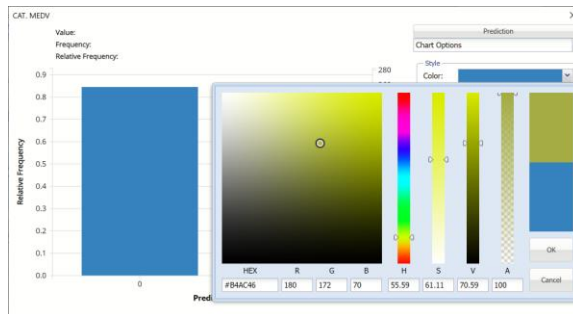 CAT. MEDV
Value:
Frequency:
Relative Frequency:
Prediction
Chart Options
Style
Color:
0.9
0.8
0.7
0.6
0.5
0.4
0.3
0.2
0.1
0.0
Relative Frequency
280
0
HEX R G B H S V A
#B4AC46 180 172 70 55.59 61.11 70.59 100
OK
Cancel